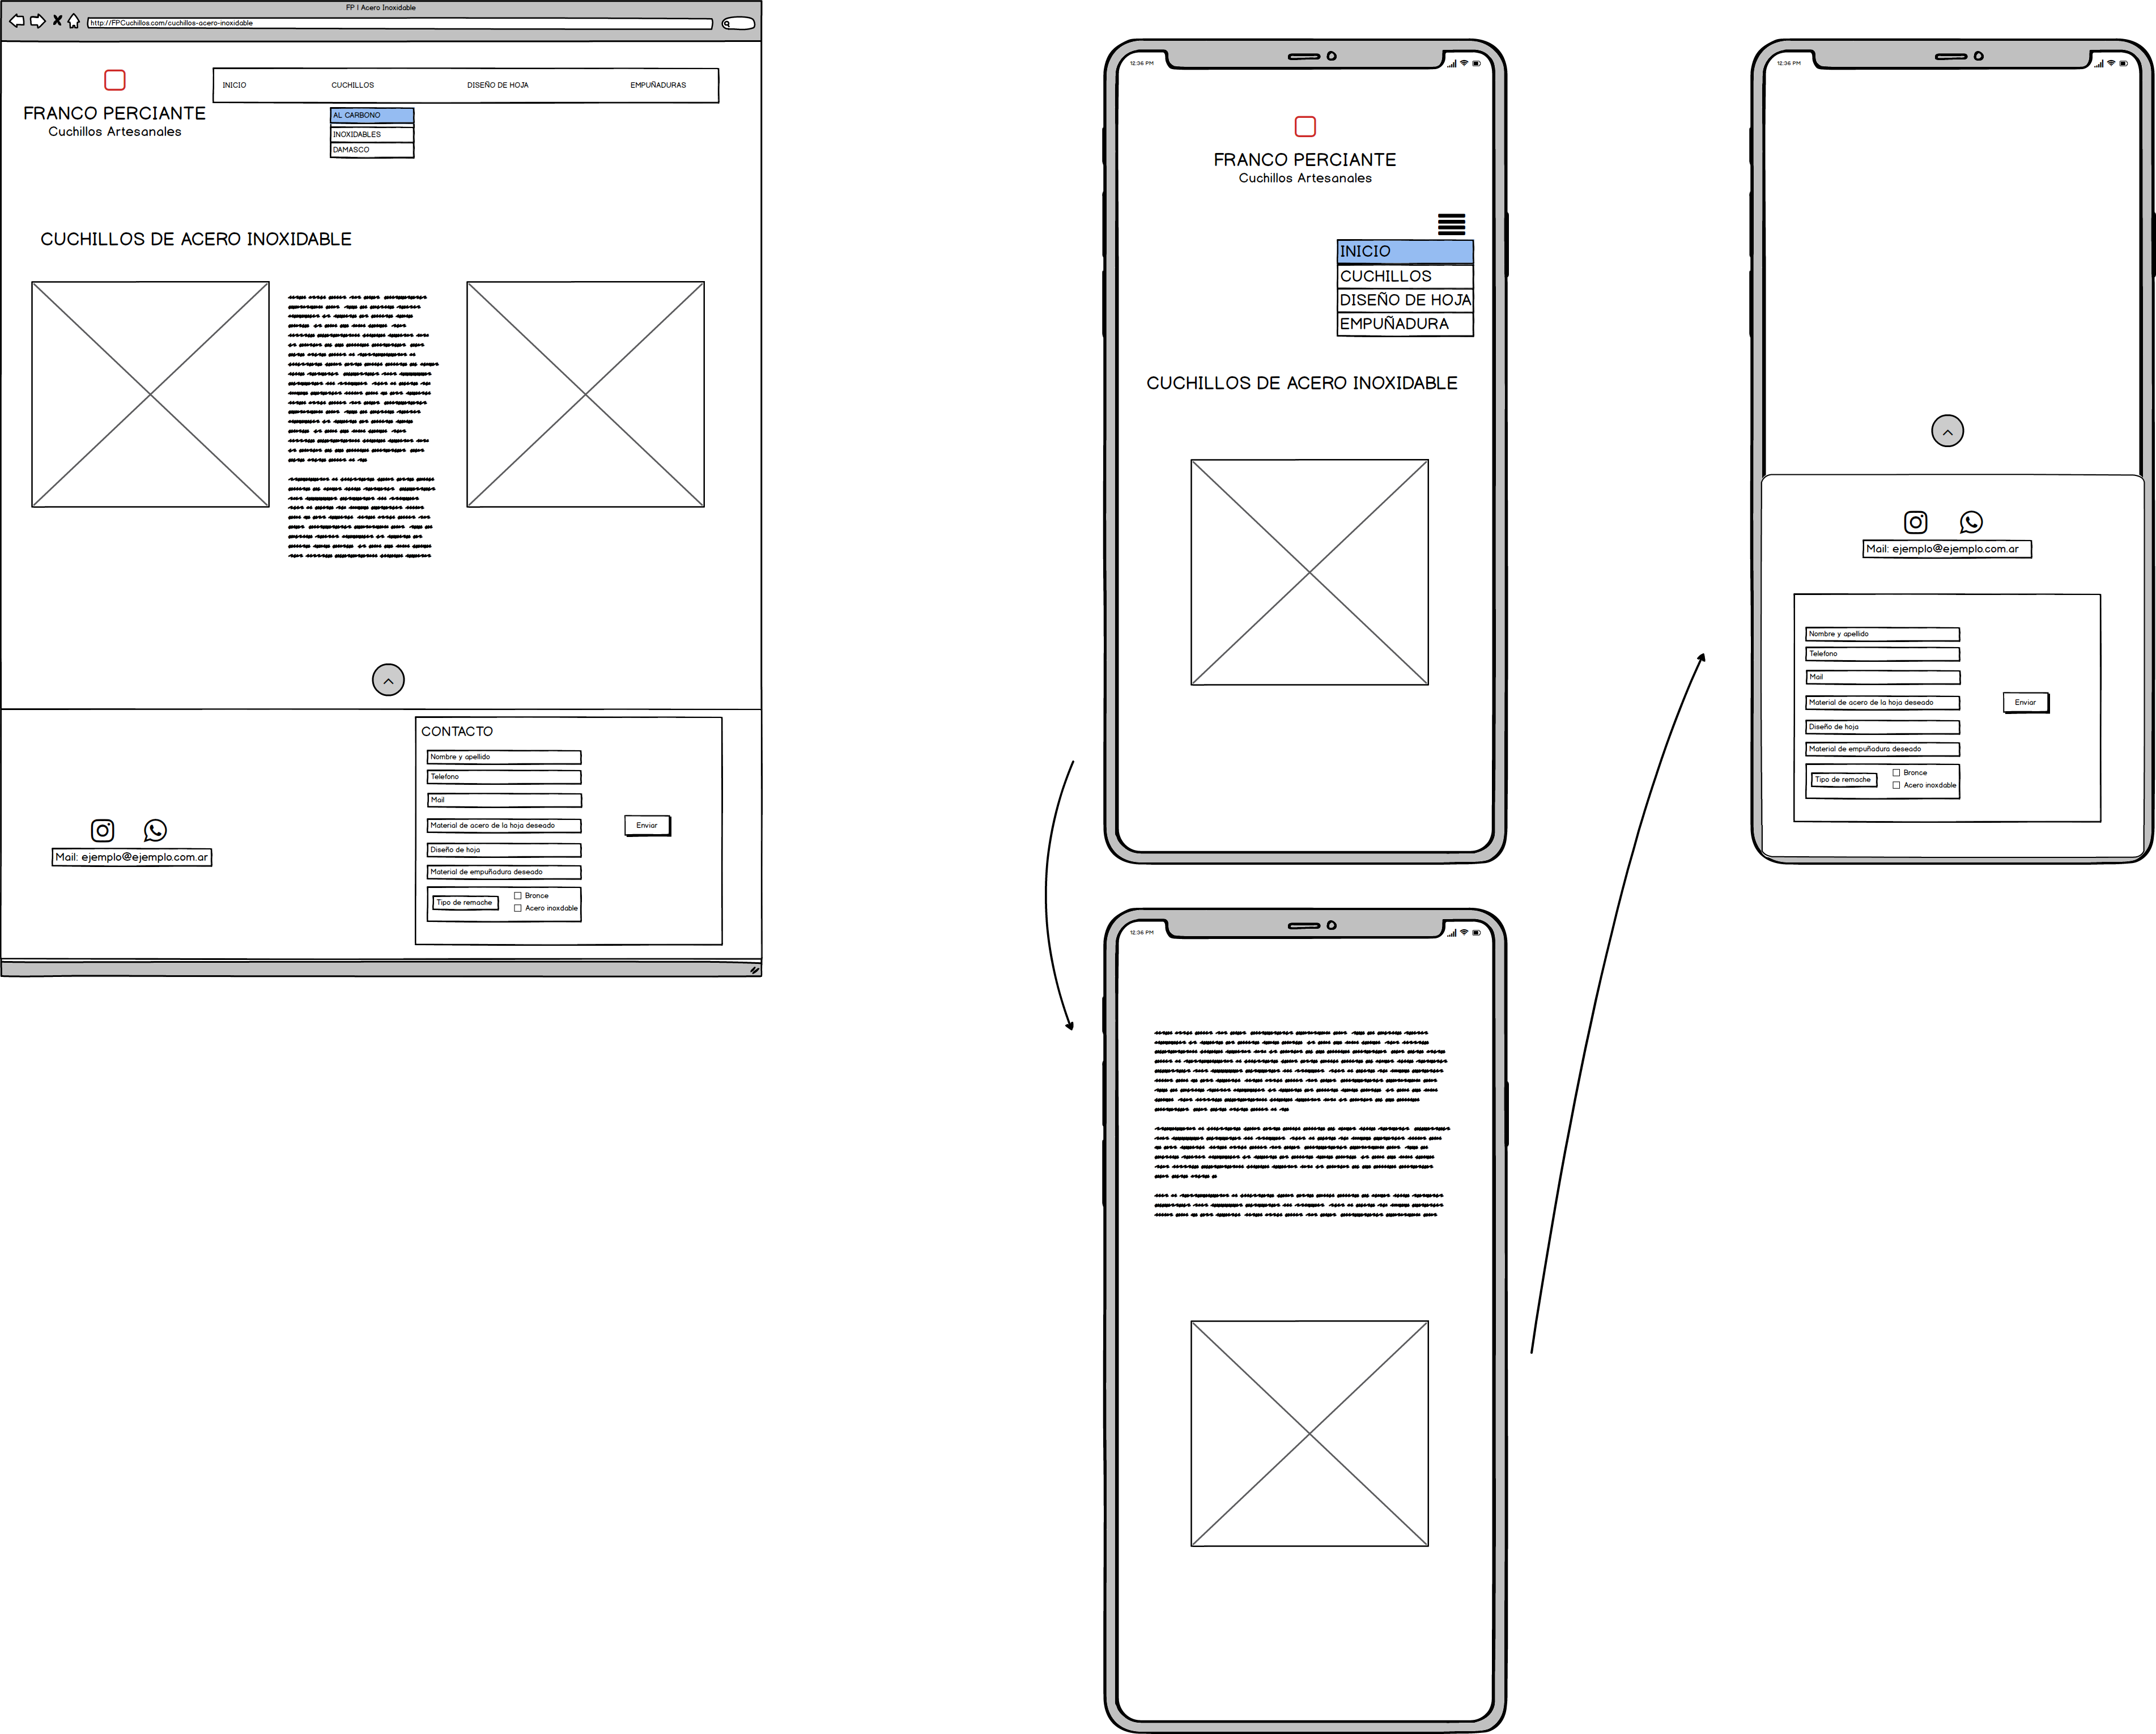 FP | Acero Inoxidable
http://FPCuchillos.com/cuchillos-acero-inoxidable
INICIO CUCHILLOS DISEÑO DE HOJA EMPUÑADURAS
FRANCO PERCIANTE
Cuchillos Artesanales
AL CARBONO
INOXIDABLES
DAMASCO
CUCHILLOS DE ACERO INOXIDABLE
CONTACTO
Nombre y apellido
Telefono
Mail
Material de acero de la hoja deseado
Enviar
Diseño de hoja
Material de empuñadura deseado
Tipo de remache
Bronce
Acero inoxdable
Mail: ejemplo@ejemplo.com.ar
12:36 PM
FRANCO PERCIANTE
Cuchillos Artesanales
INICIO
CUCHILLOS
DISEÑO DE HOJA
EMPUÑADURA
CUCHILLOS DE ACERO INOXIDABLE
12:36 PM
12:36 PM
Mail: ejemplo@ejemplo.com.ar
Nombre y apellido
Telefono
Mail
Material de acero de la hoja deseado
Enviar
Diseño de hoja
Material de empuñadura deseado
Tipo de remache
Bronce
Acero inoxdable